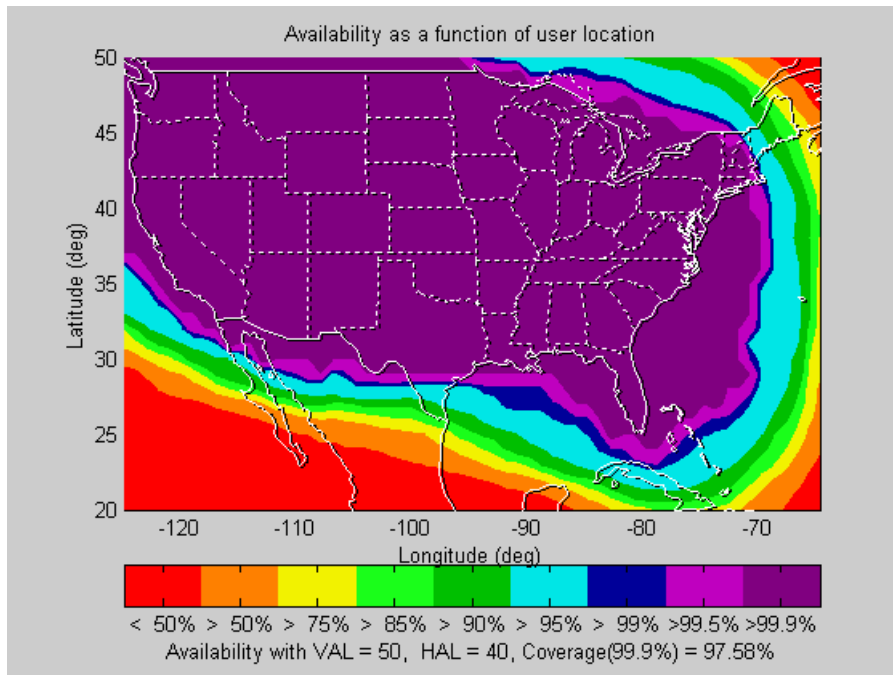 Availability as a function of user location
50
45
40
35
30
25
20
Latitude (deg)
-120 -110 -100 -90 -80 -70
Longitude (deg)
< 50% > 50% > 75% > 85% > 90% > 95% > 99% >99.5% >99.9%
Availability with VAL = 50, HAL = 40, Coverage(99.9%) = 97.58%